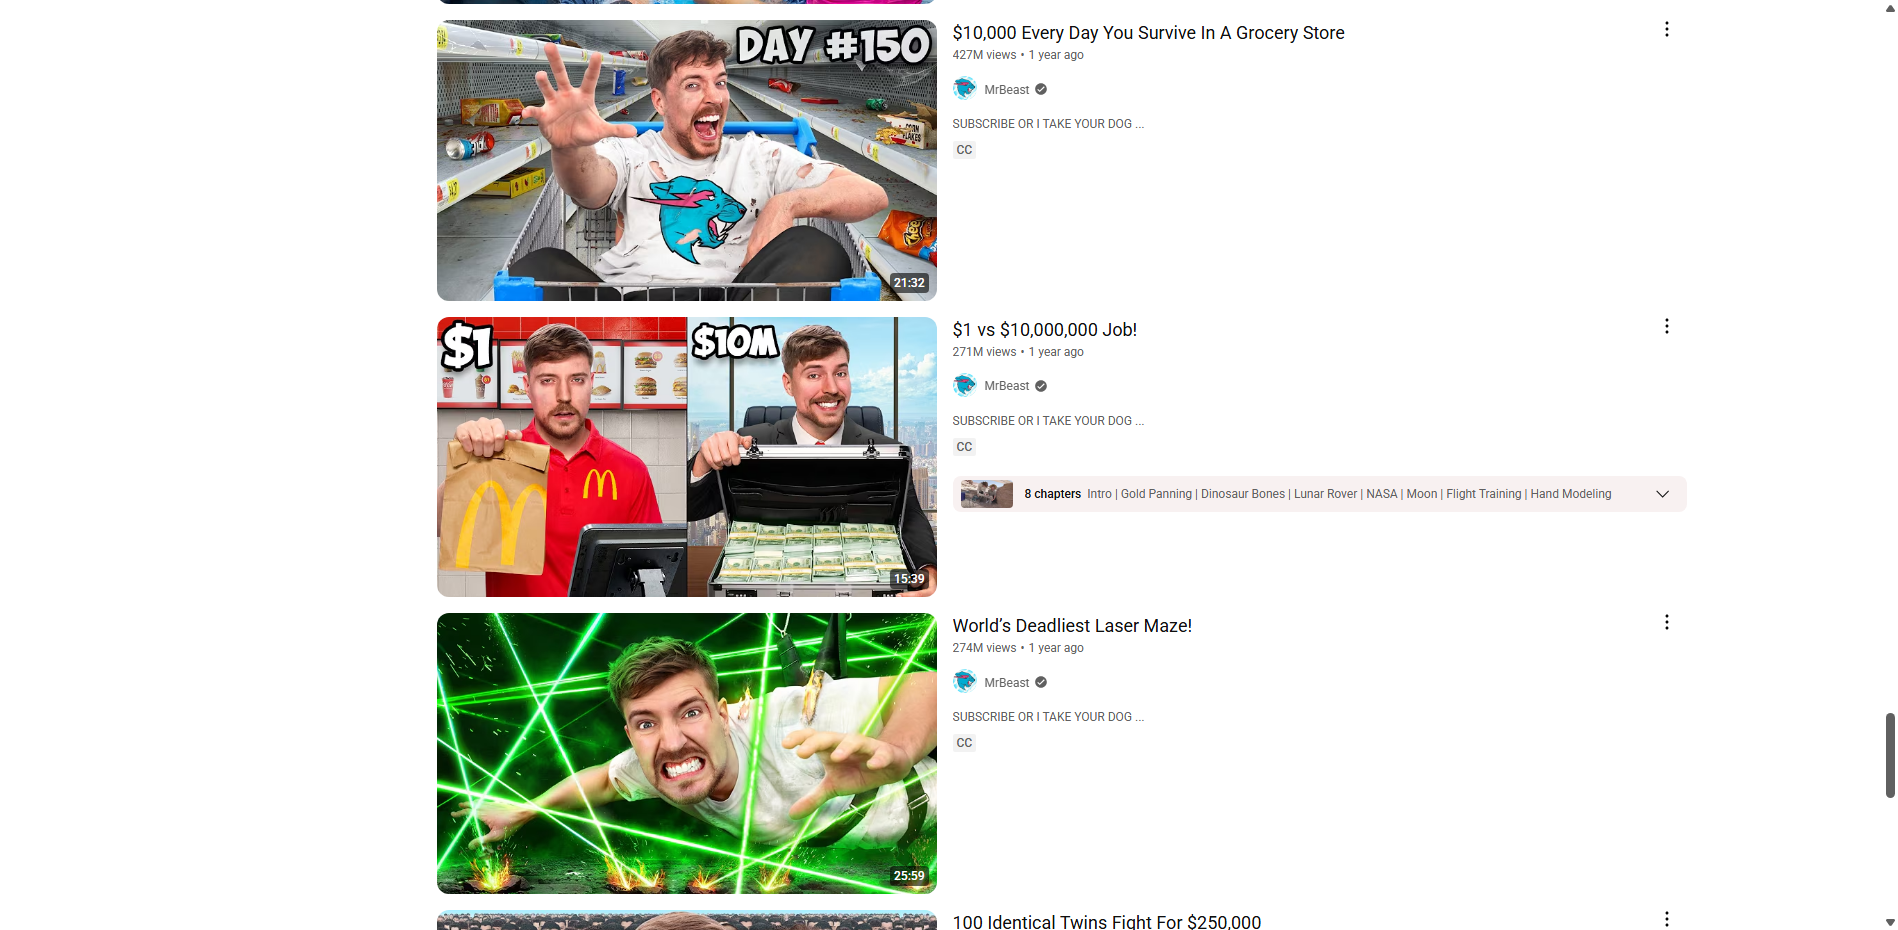 DAY #150
21:32
$10,000 Every Day You Survive In A Grocery Store
427M views • 1 year ago
MrBeast
SUBSCRIBE OR I TAKE YOUR DOG ...
CC
$1
$10M
15:39
$1 vs $10,000,000 Job!
271M views • 1 year ago
MrBeast
SUBSCRIBE OR I TAKE YOUR DOG ...
CC
8 chapters Intro | Gold Panning | Dinosaur Bones | Lunar Rover | NASA | Moon | Flight Training | Hand Modeling
25:59
World’s Deadliest Laser Maze!
274M views • 1 year ago
MrBeast
SUBSCRIBE OR I TAKE YOUR DOG ...
CC
100 Identical Twins Fight For $250,000